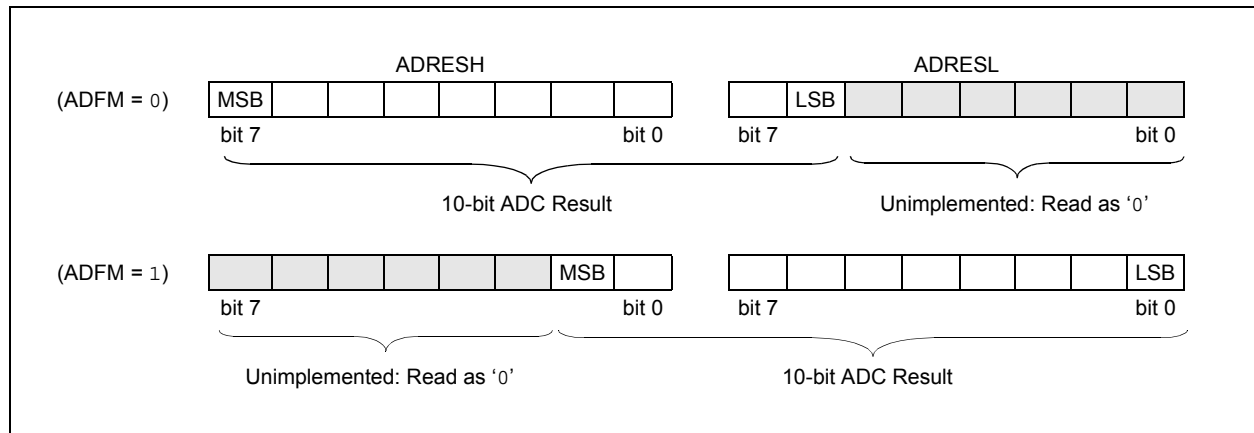 ADRESH ADRESL
(ADFM = 0) MSB LSB
bit 7 bit 0 bit 7 bit 0
10-bit ADC Result Unimplemented: Read as ‘0’
(ADFM = 1) MSB LSB
bit 7 bit 0 bit 7 bit 0
Unimplemented: Read as ‘0’ 10-bit ADC Result